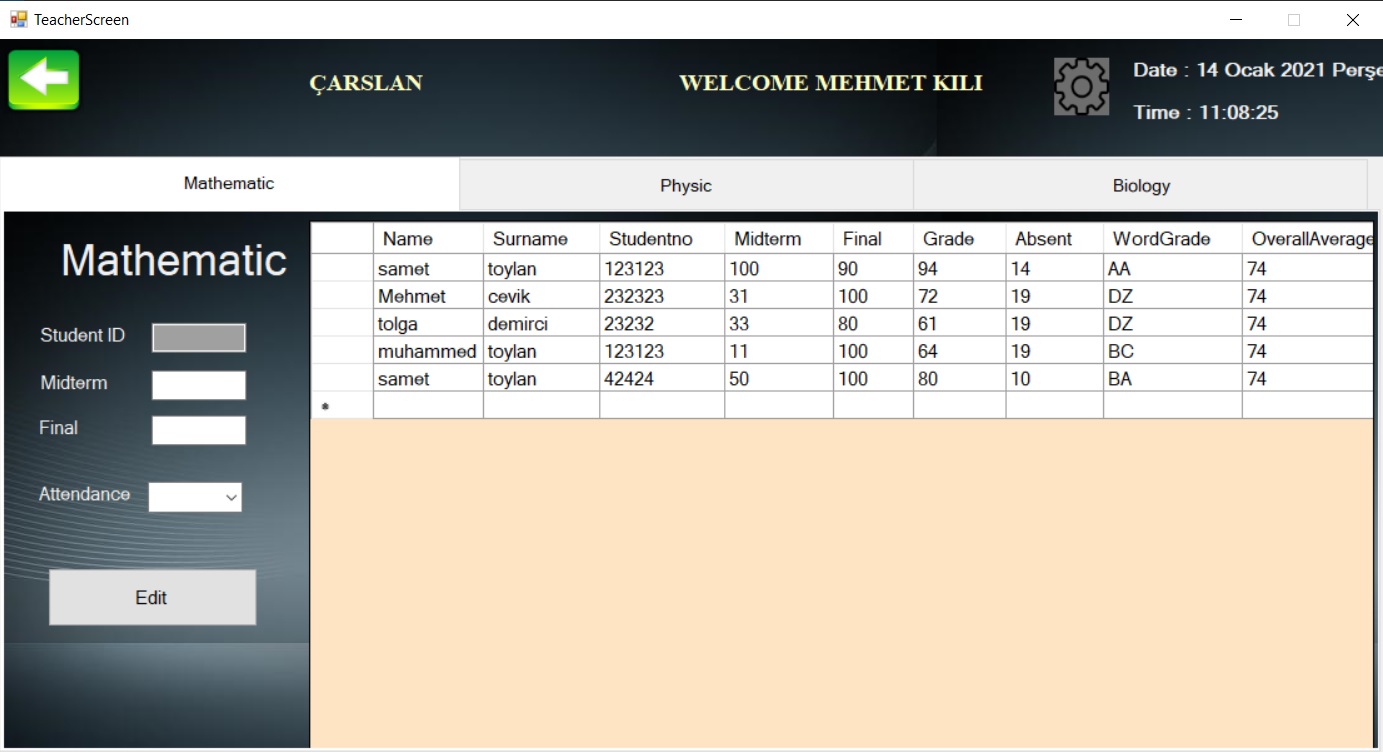 TeacherScreen
ÇARSLAN WELCOME MEHMET KILI Date : 14 Ocak 2021 Perşe
Time : 11:08:25
Mathematic Physic Biology
Mathematic
Student ID
Midterm
Final
Attendance
Edit
Name Surname Studentno Midterm Final Grade Absent WordGrade OverallAverage
samet toylan 123123 100 90 94 14 AA 74
Mehmet cevik 232323 31 100 72 19 DZ 74
tolga demirci 23232 33 80 61 19 DZ 74
muhammed toylan 123123 11 100 64 19 BC 74
samet toylan 42424 50 100 80 10 BA 74
*